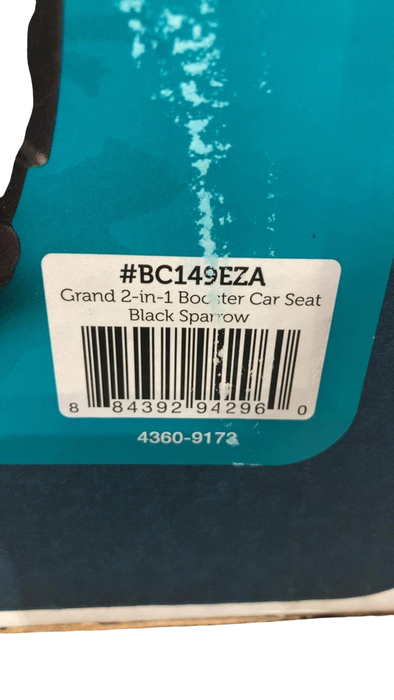 #BC149EZA
Grand 2-in-1 Booster Car Seat
Black Sparrow
8 84392 94296 0
4360-9173